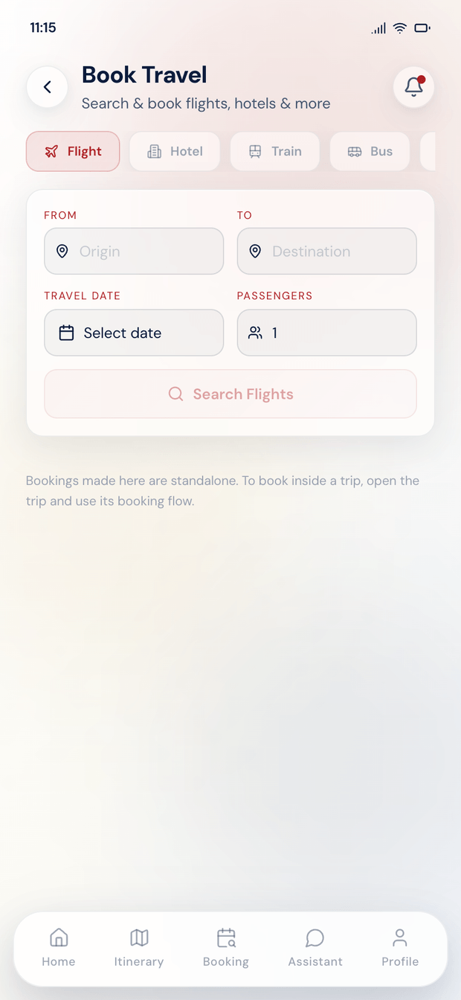 11:15
Book Travel
Search & book flights, hotels & more
Flight
Hotel
Train
Bus
FROM
TO
Origin
Destination
TRAVEL DATE
PASSENGERS
Select date
1
Search Flights
Bookings made here are standalone. To book inside a trip, open the
trip and use its booking flow.
Home
Itinerary
Booking
Assistant
Profile